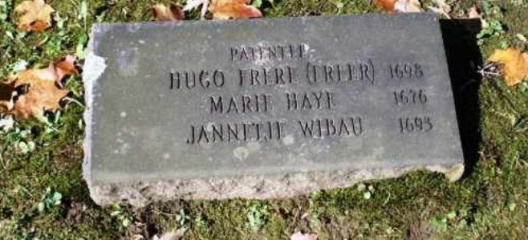 PATENTEE
HUGO FRERE (FREER) 1698
MARIE HAYE 1676
JANNETJE WIBAU 1693